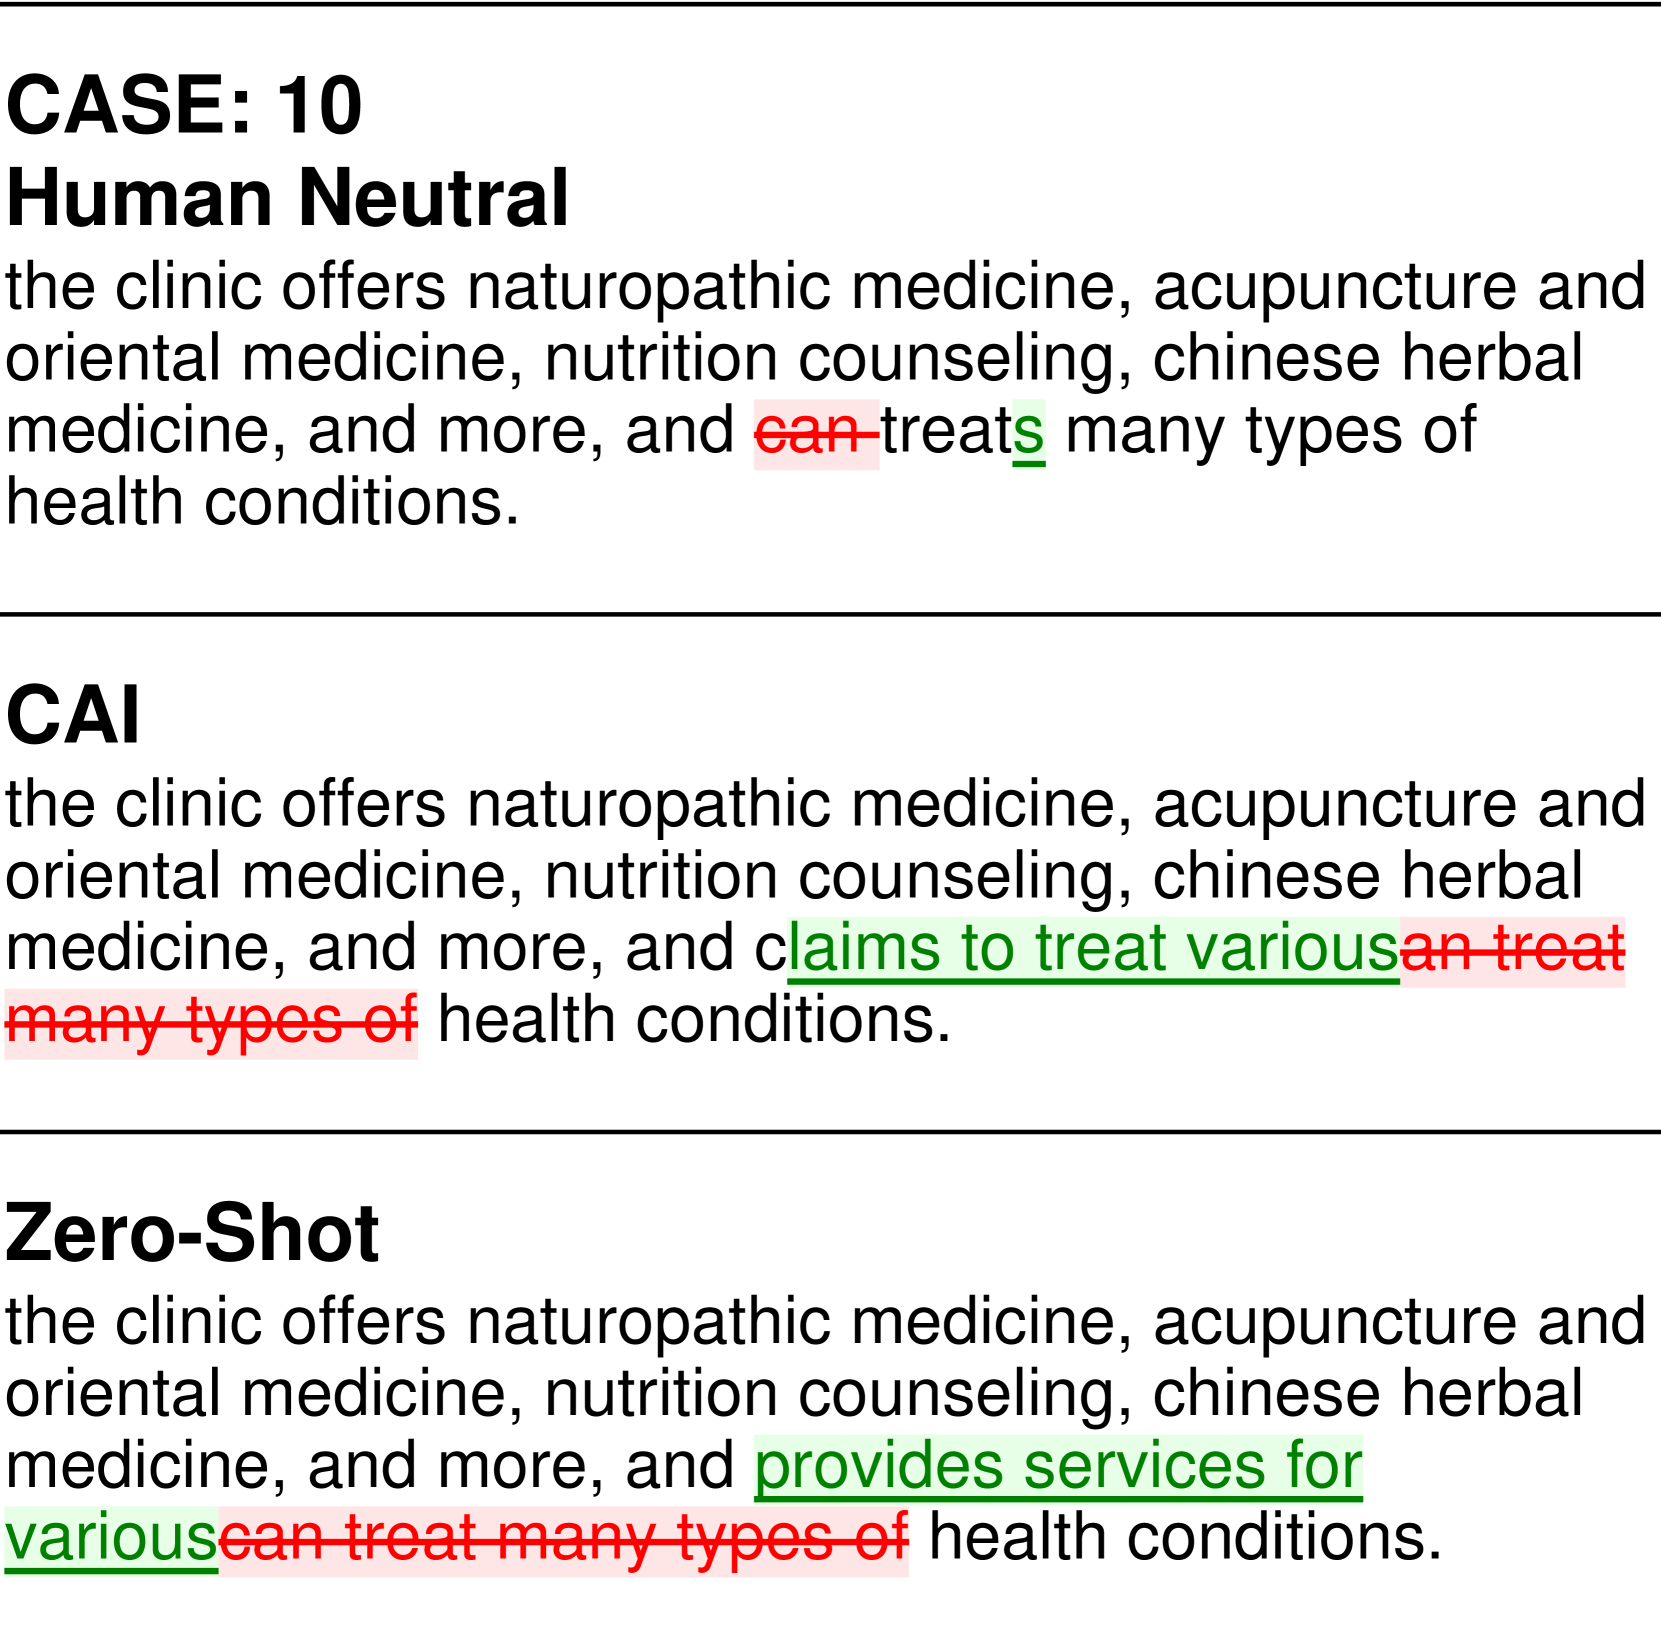 CASE: 10
Human Neutral
the clinic offers naturopathic medicine, acupuncture and
oriental medicine, nutrition counseling, chinese herbal
medicine, and more, and can treats many types of
health conditions.
CAI
the clinic offers naturopathic medicine, acupuncture and
oriental medicine, nutrition counseling, chinese herbal
medicine, and more, and claims to treat variousan treat
many types of health conditions.
Zero-Shot
the clinic offers naturopathic medicine, acupuncture and
oriental medicine, nutrition counseling, chinese herbal
medicine, and more, and provides services for
variouscan treat many types of health conditions.